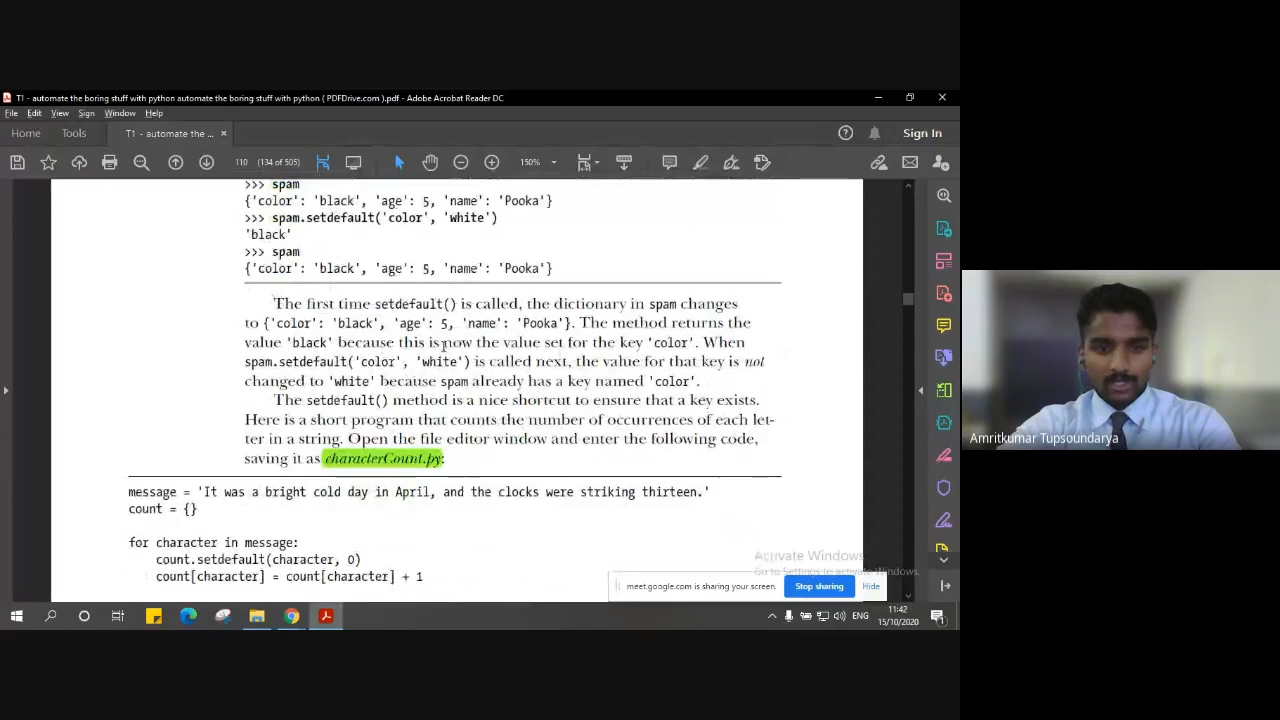 T1 - automate the boring stuff with python automate the boring stuff with python ( PDFDrive.com ).pdf - Adobe Acrobat Reader DC
File Edit View Sign Window Help
Home Tools T1 - automate the ... × Sign In
110 (134 of 505) 150%
>>> spam
{'color': 'black', 'age': 5, 'name': 'Pooka'}
>>> spam.setdefault('color', 'white')
'black'
>>> spam
{'color': 'black', 'age': 5, 'name': 'Pooka'}
The first time setdefault() is called, the dictionary in spam changes
to {'color': 'black', 'age': 5, 'name': 'Pooka'}. The method returns the
value 'black' because this is now the value set for the key 'color'. When
spam.setdefault('color', 'white') is called next, the value for that key is not
changed to 'white' because spam already has a key named 'color'.
The setdefault() method is a nice shortcut to ensure that a key exists.
Here is a short program that counts the number of occurrences of each let-
ter in a string. Open the file editor window and enter the following code,
saving it as characterCount.py:
message = 'It was a bright cold day in April, and the clocks were striking thirteen.'
count = {}
for character in message:
count.setdefault(character, 0)
count[character] = count[character] + 1
Activate Windows
Go to Settings to activate Windows.
meet.google.com is sharing your screen. Stop sharing Hide
ENG
11:42
15/10/2020
Amritkumar Tupsoundarya